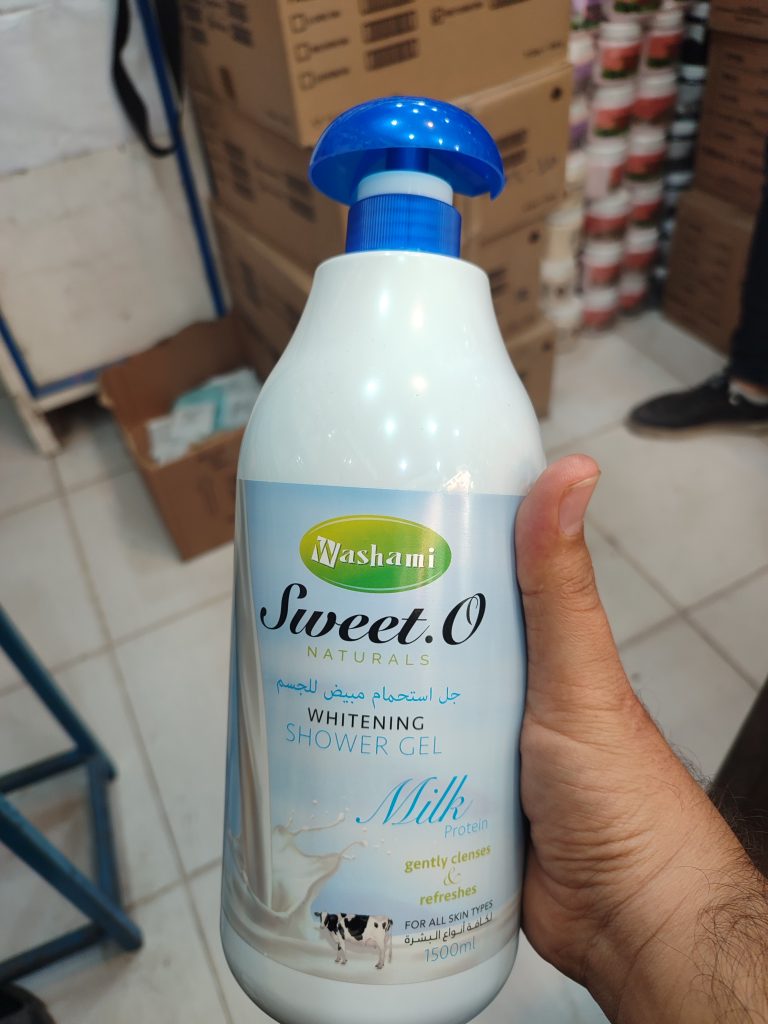 Washami
Sweet.O
NATURALS
جل استحمام مبيض للجسم
WHITENING
SHOWER GEL
Milk
Protein
gently clenses
&
refreshes
FOR ALL SKIN TYPES
لكافة أنواع البشرة
1500ml